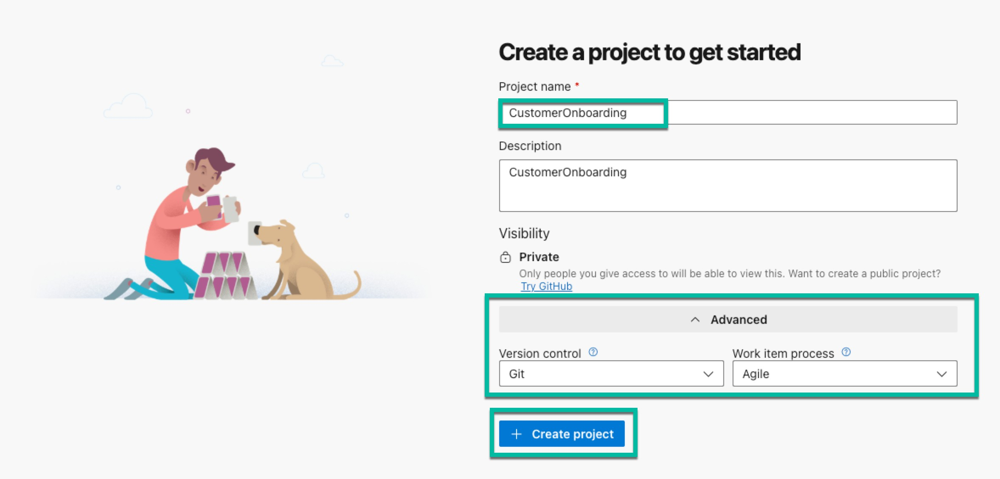 Create a project to get started
Project name *
CustomerOnboarding
Description
CustomerOnboarding
Visibility
Private
Only people you give access to will be able to view this. Want to create a public project?
Try GitHub
Advanced
Version control ?
Work item process ?
Git
Agile
+ Create project